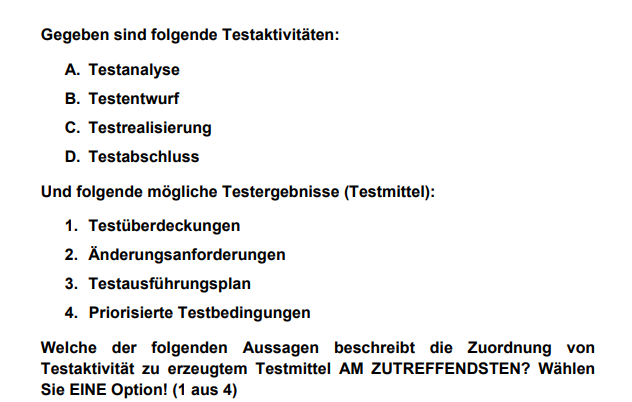 Gegeben sind folgende Testaktivitäten:
A. Testanalyse
B. Testentwurf
C. Testrealisierung
D. Testabschluss
Und folgende mögliche Testergebnisse (Testmittel):
1. Testüberdeckungen
2. Änderungsanforderungen
3. Testausführungsplan
4. Priorisierte Testbedingungen
Welche der folgenden Aussagen beschreibt die Zuordnung von
Testaktivität zu erzeugtem Testmittel AM ZUTREFFENDSTEN? Wählen
Sie EINE Option! (1 aus 4)